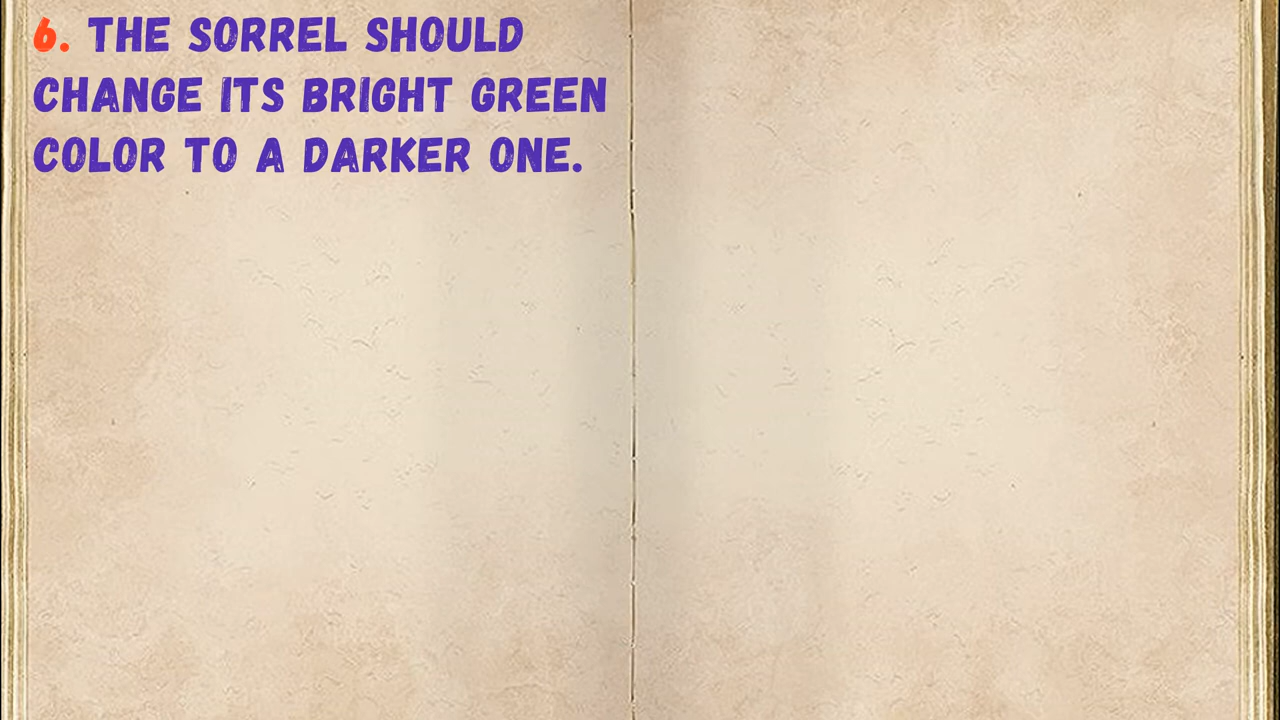 6. THE SORREL SHOULD
CHANGE ITS BRIGHT GREEN
COLOR TO A DARKER ONE.